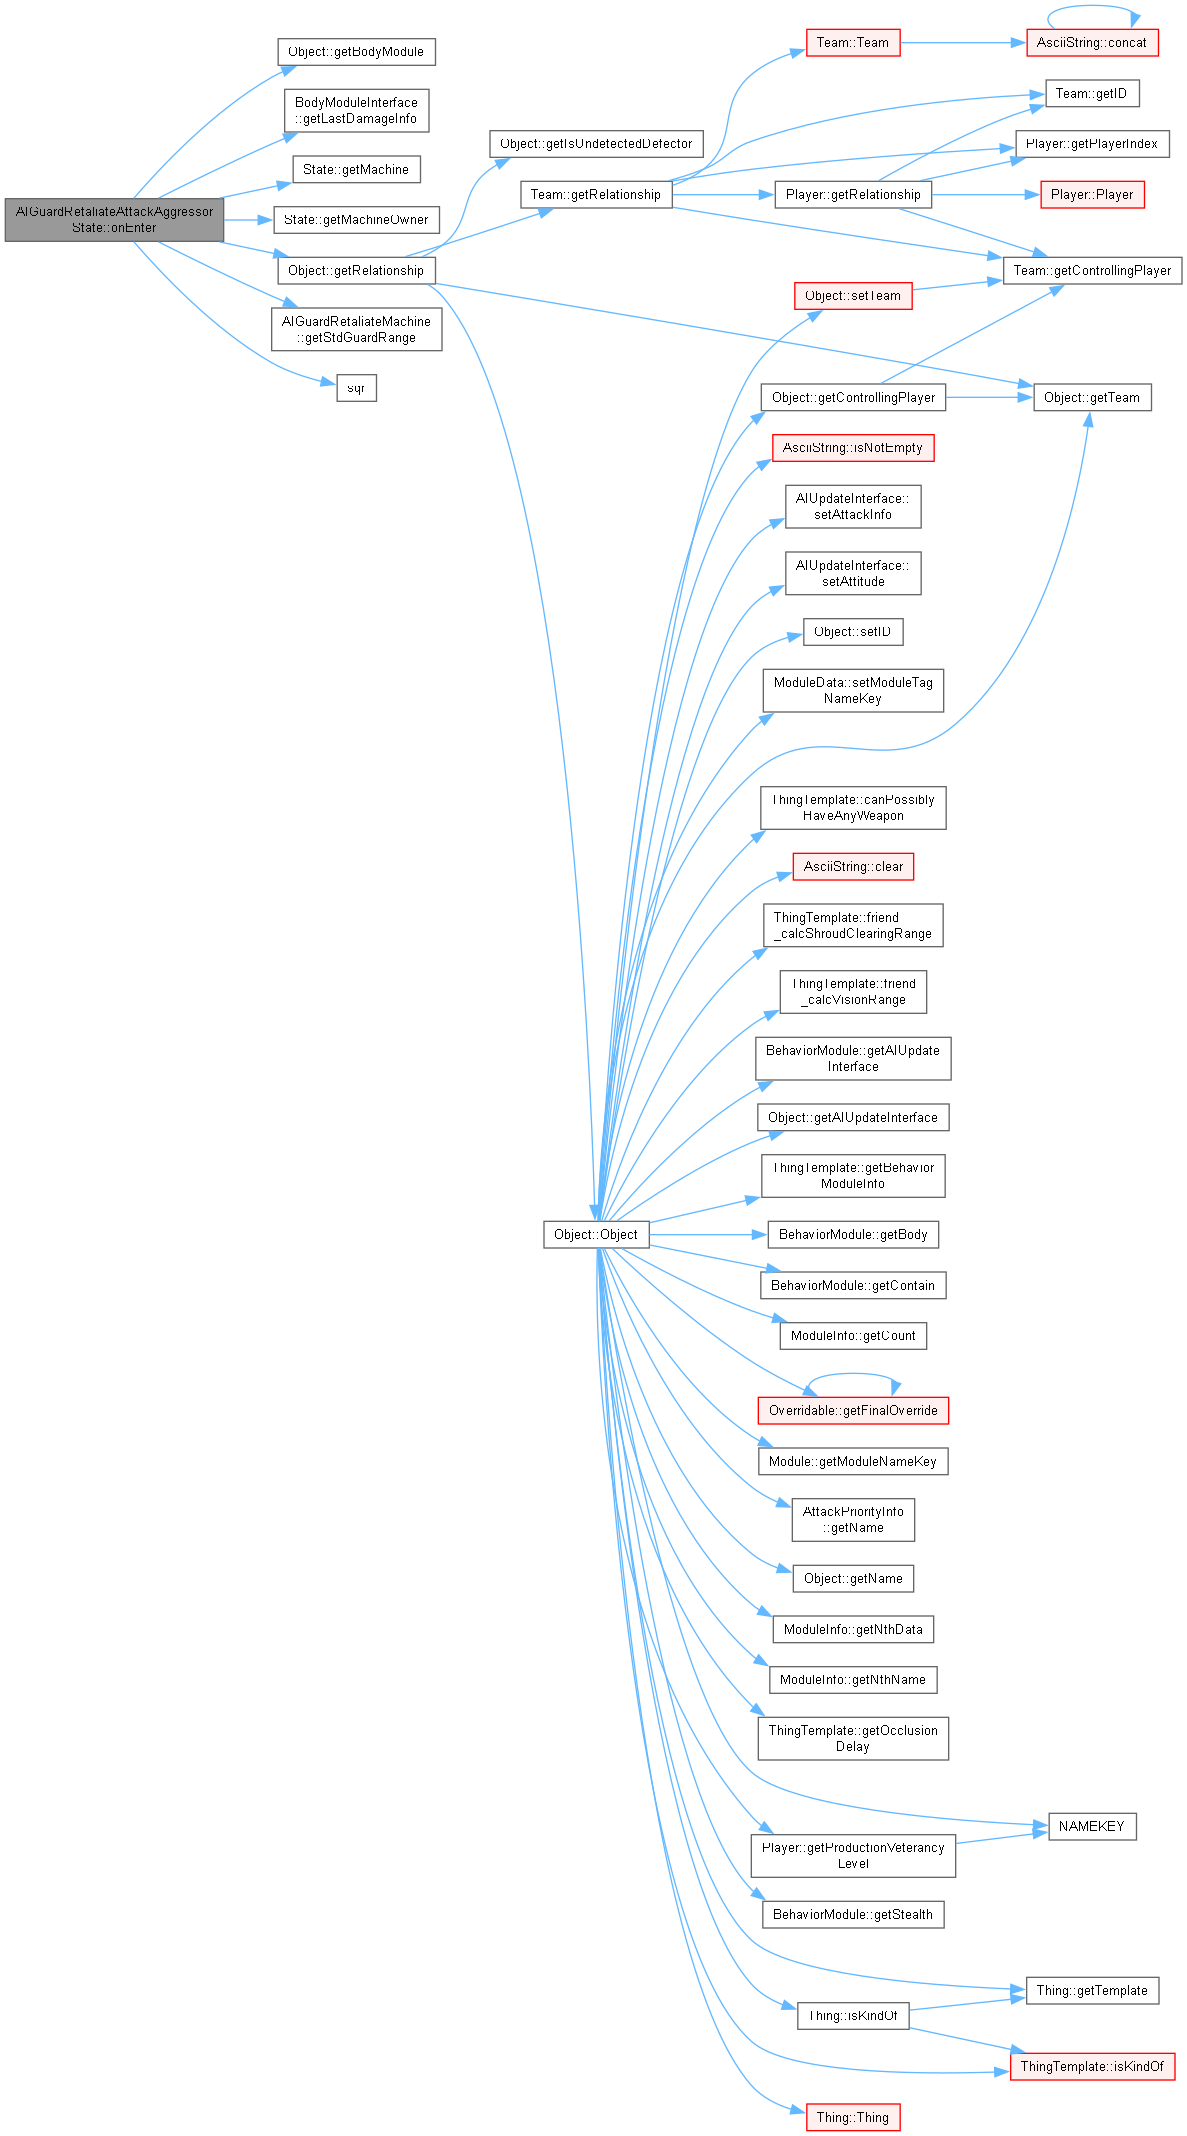 AIGuardRetaliateAttackAggressor
State::onEnter
Object::getBodyModule
BodyModuleInterface
::getLastDamageInfo
State::getMachine
State::getMachineOwner
Object::getRelationship
AIGuardRetaliateMachine
::getStdGuardRange
sqr
Object::getIsUndetectedDetector
Team::getRelationship
Object::Object
Team::Team
AsciiString::concat
Team::getID
Player::getPlayerIndex
Player::getRelationship
Player::Player
Team::getControllingPlayer
Object::setTeam
Object::getControllingPlayer
Object::getTeam
AsciiString::isNotEmpty
AIUpdateInterface::
setAttackInfo
AIUpdateInterface::
setAttitude
Object::setID
ModuleData::setModuleTag
NameKey
ThingTemplate::canPossibly
HaveAnyWeapon
AsciiString::clear
ThingTemplate::friend
_calcShroudClearingRange
ThingTemplate::friend
_calcVisionRange
BehaviorModule::getAIUpdate
Interface
Object::getAIUpdateInterface
ThingTemplate::getBehavior
ModuleInfo
BehaviorModule::getBody
BehaviorModule::getContain
ModuleInfo::getCount
Overridable::getFinalOverride
Module::getModuleNameKey
AttackPriorityInfo
::getName
Object::getName
ModuleInfo::getNthData
ModuleInfo::getNthName
ThingTemplate::getOcclusion
Delay
NAMEKEY
Player::getProductionVeterancy
Level
BehaviorModule::getStealth
Thing::getTemplate
Thing::isKindOf
ThingTemplate::isKindOf
Thing::Thing